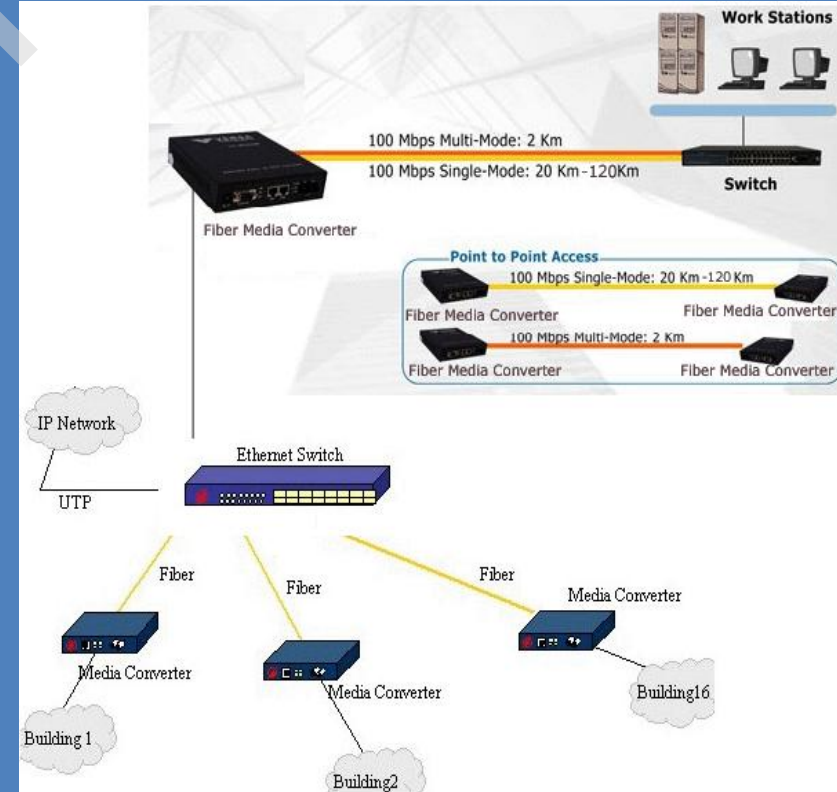 Work Stations
100 Mbps Multi-Mode: 2 Km
100 Mbps Single-Mode: 20 Km-120Km
Switch
Fiber Media Converter
Point to Point Access
100 Mbps Single-Mode: 20 Km -120 Km
Fiber Media Converter
Fiber Media Converter
100 Mbps Multi-Mode: 2 Km
Fiber Media Converter
Fiber Media Converter
IP Network
Ethernet Switch
UTP
Fiber
Fiber
Fiber
Media Converter
Media Converter
Media Converter
Building16
Building 1
Building2